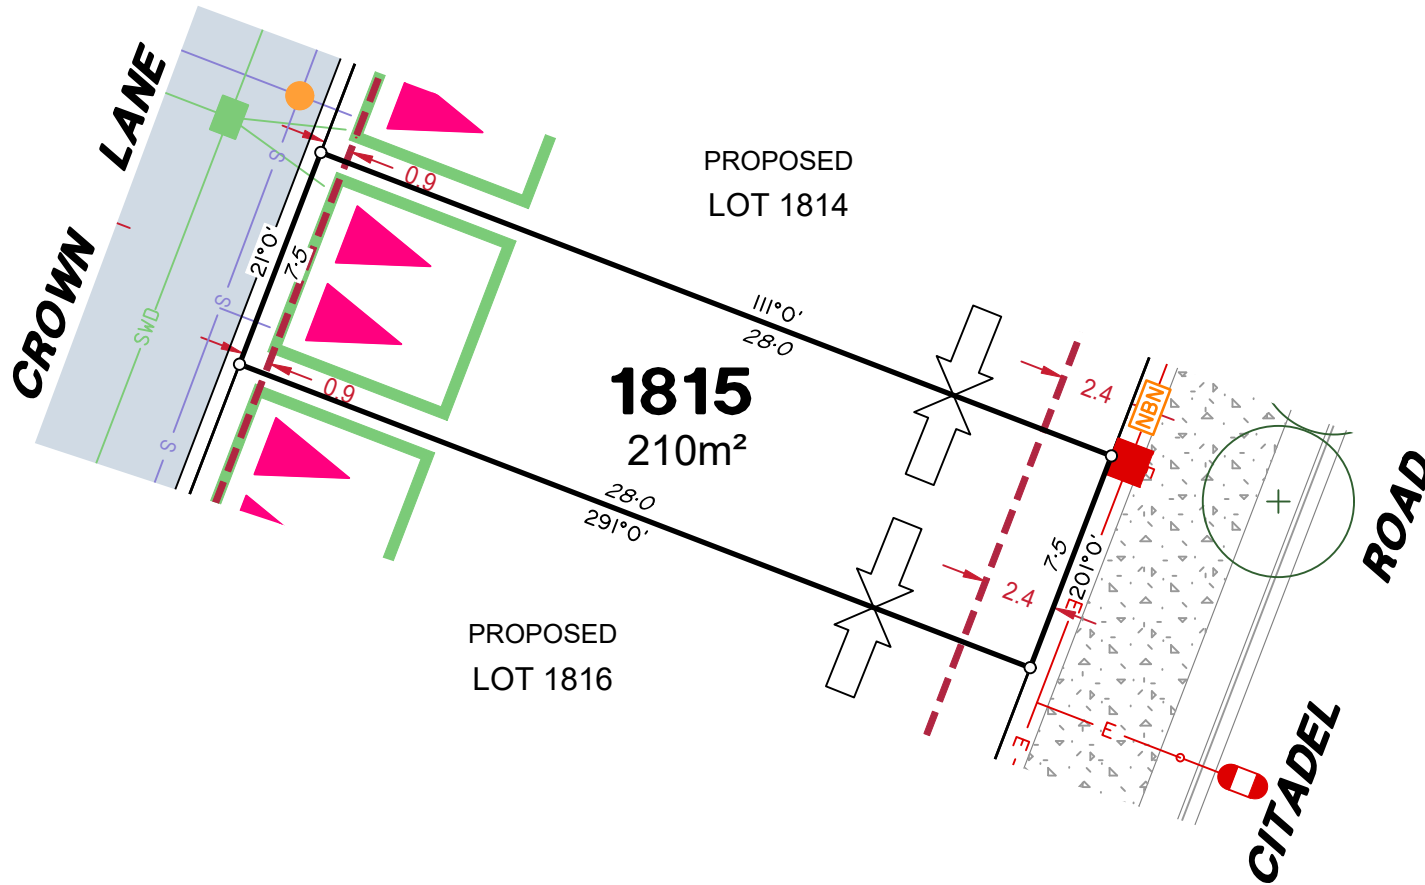 CROWN LANE
SWD
S
S
S
21°0'
7·5
0.9
0.9
PROPOSED
LOT 1814
111°0'
28·0
1815
210m²
28·0
291°0'
PROPOSED
LOT 1816
2.4
2.4
7·5
201°0'
NBN
E
E
E
E
CITADEL ROAD